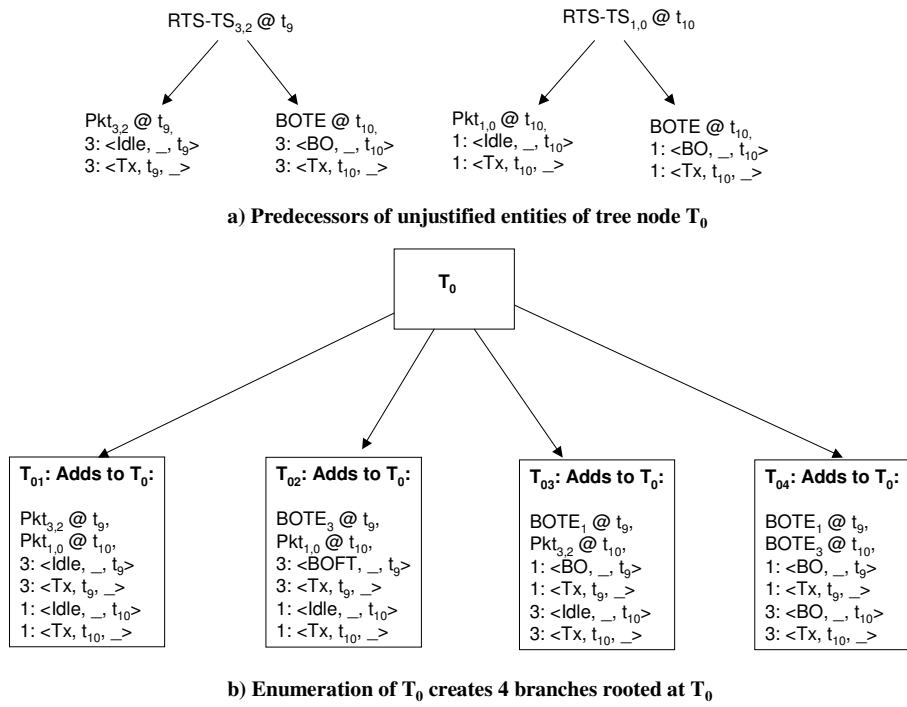 RTS-TS3,2 @ t9
RTS-TS1,0 @ t10
Pkt3,2 @ t9,
3: <Idle, _, t9>
3: <Tx, t9, _>
BOTE @ t10,
3: <BO, _, t10>
3: <Tx, t10, _>
Pkt1,0 @ t10,
1: <Idle, _, t10>
1: <Tx, t10, _>
BOTE @ t10,
1: <BO, _, t10>
1: <Tx, t10, _>
a) Predecessors of unjustified entities of tree node T0
T0
T01: Adds to T0:
Pkt3,2 @ t9,
Pkt1,0 @ t10,
3: <Idle, _, t9>
3: <Tx, t9, _>
1: <Idle, _, t10>
1: <Tx, t10, _>
T02: Adds to T0:
BOTE3 @ t9,
Pkt1,0 @ t10,
3: <BOFT, _, t9>
3: <Tx, t9, _>
1: <Idle, _, t10>
1: <Tx, t10, _>
T03: Adds to T0:
BOTE1 @ t9,
Pkt3,2 @ t10,
1: <BO, _, t9>
1: <Tx, t9, _>
3: <Idle, _, t10>
3: <Tx, t10, _>
T04: Adds to T0:
BOTE1 @ t9,
BOTE3 @ t10,
1: <BO, _, t9>
1: <Tx, t9, _>
3: <BO, _, t10>
3: <Tx, t10, _>
b) Enumeration of T0 creates 4 branches rooted at T0